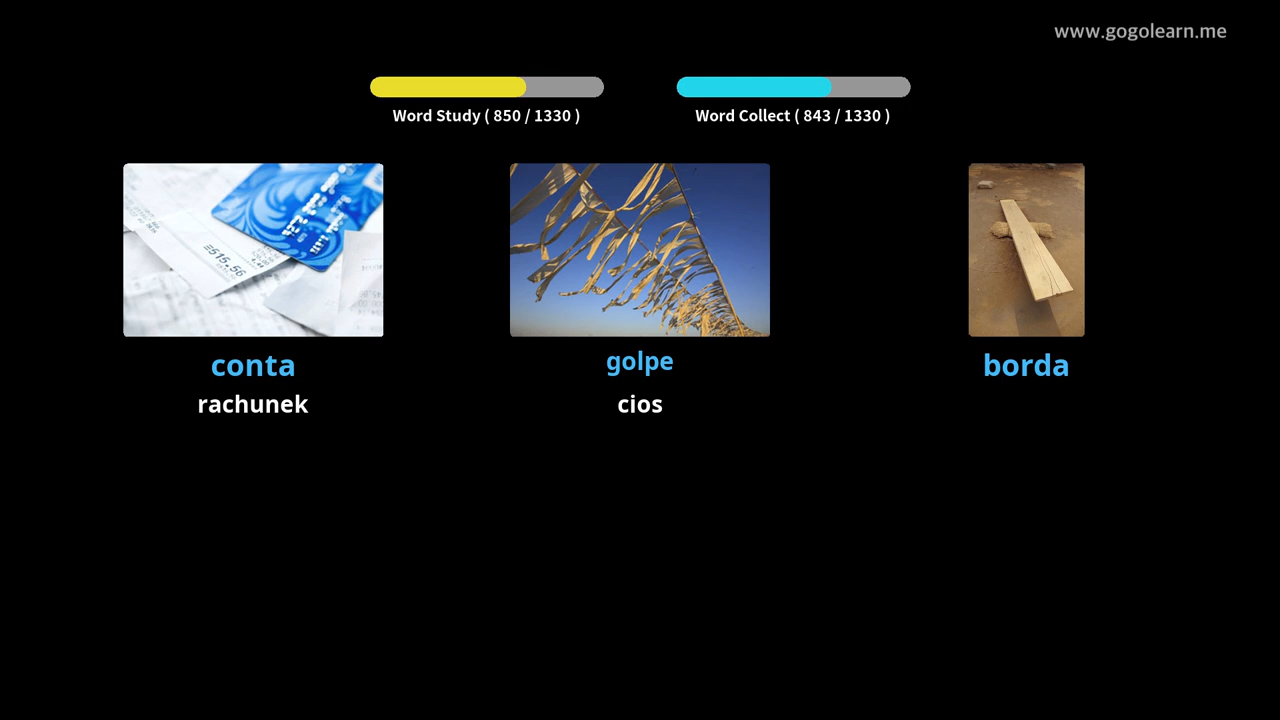 www.gogolearn.me
Word Study ( 850 / 1330 )
Word Collect ( 843 / 1330 )
conta
golpe
borda
rachunek
cios